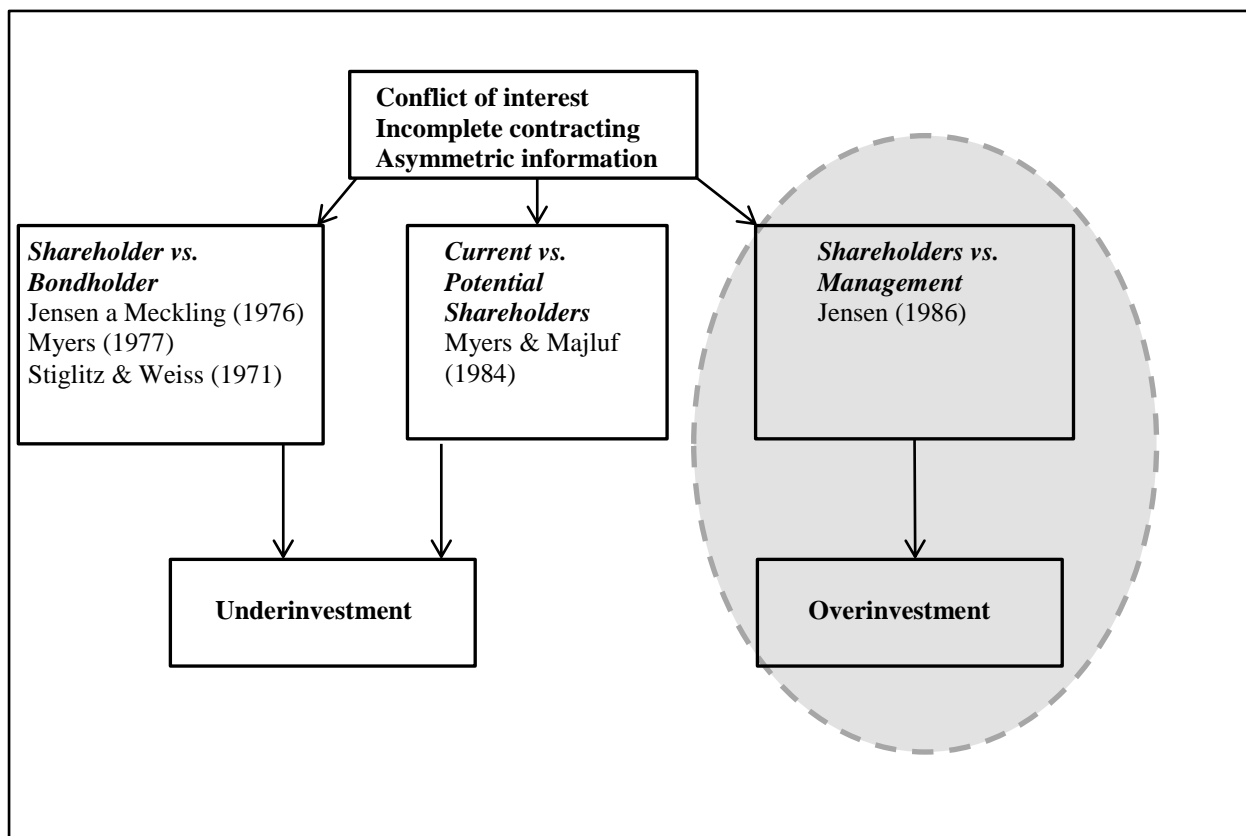 Conflict of interest
Incomplete contracting
Asymmetric information
Shareholder vs.
Bondholder
Jensen a Meckling (1976)
Myers (1977)
Stiglitz & Weiss (1971)
Current vs.
Potential
Shareholders
Myers & Majluf
(1984)
Shareholders vs.
Management
Jensen (1986)
Underinvestment
Overinvestment